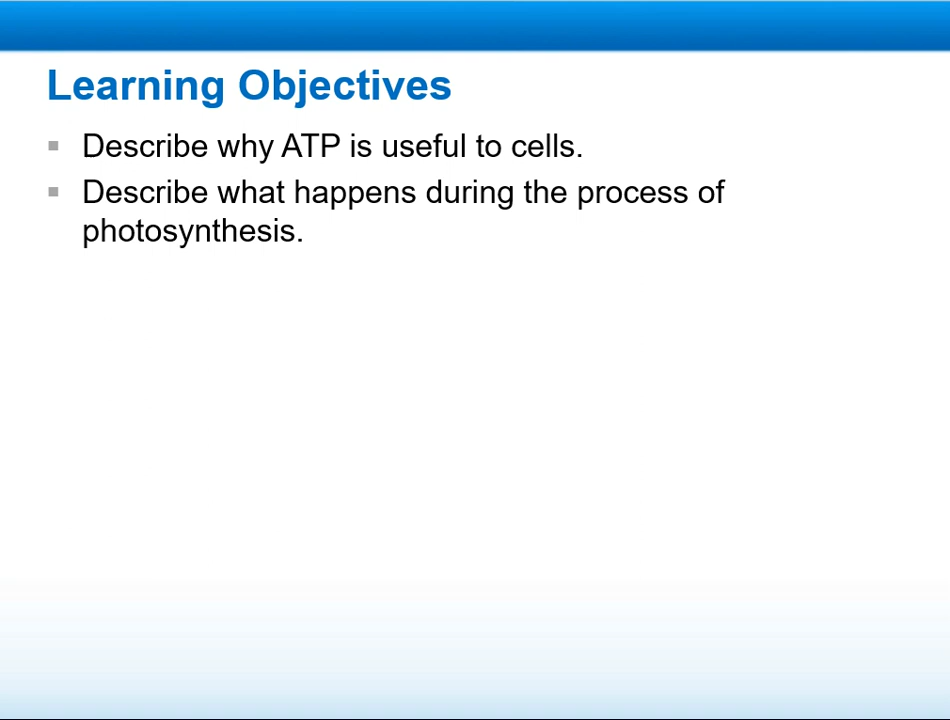 Learning Objectives
Describe why ATP is useful to cells.
Describe what happens during the process of
photosynthesis.